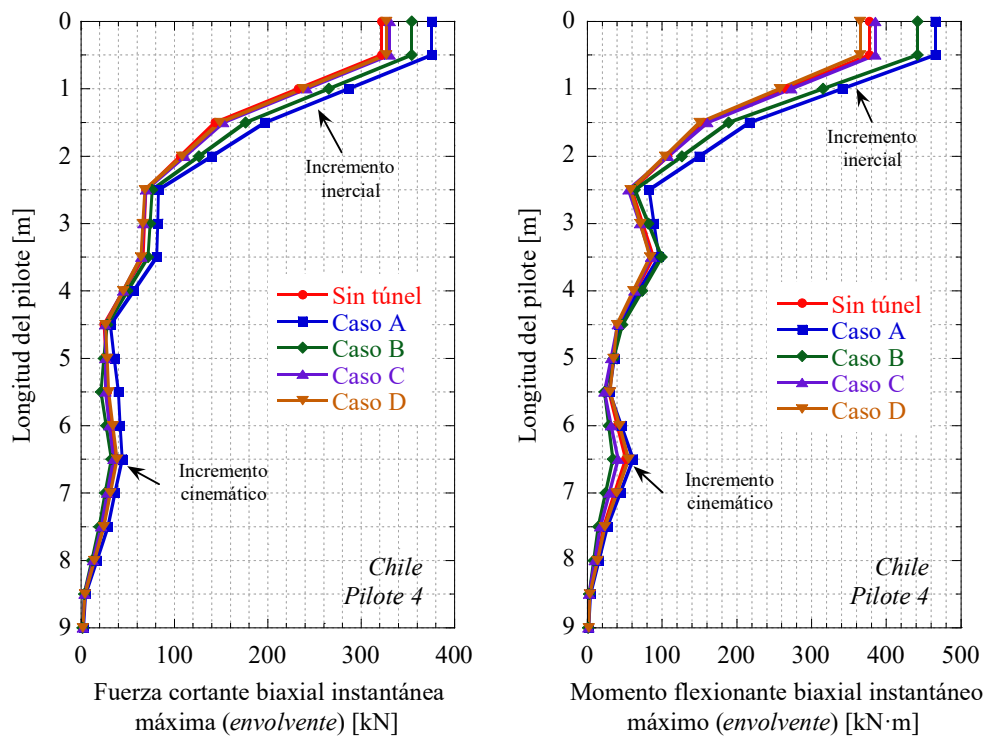 0
1
2
3
4
5
6
7
8
9
Longitud del pilote [m]
Incremento
inercial
Sin túnel
Caso A
Caso B
Caso C
Caso D
Incremento
cinemático
Chile
Pilote 4
0
100
200
300
400
Fuerza cortante biaxial instantánea
máxima (envolvente) [kN]
0
1
2
3
4
5
6
7
8
9
Longitud del pilote [m]
Incremento
inercial
Sin túnel
Caso A
Caso B
Caso C
Caso D
Incremento
cinemático
Chile
Pilote 4
0
100
200
300
400
500
Momento flexionante biaxial instantáneo
máximo (envolvente) [kN·m]